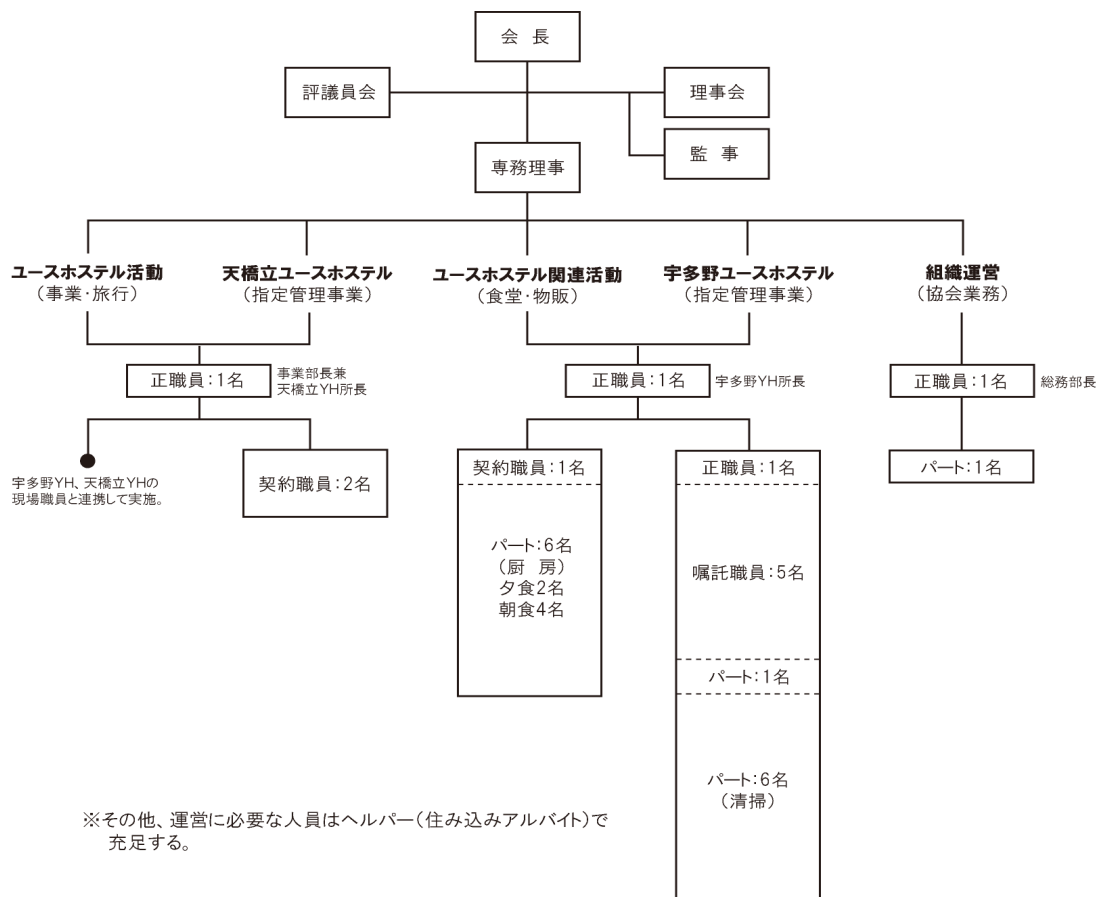 会 長
評議員会
理事会
監 事
専務理事
ユースホステル活動
(事業・旅行)
天橋立ユースホステル
(指定管理事業)
ユースホステル関連活動
(食堂・物販)
宇多野ユースホステル
(指定管理事業)
組織運営
(協会業務)
正職員:1名
事業部長兼
天橋立YH所長
正職員:1名
宇多野YH所長
正職員:1名
総務部長
宇多野YH、天橋立YHの
現場職員と連携して実施。
契約職員:2名
契約職員:1名
パート:6名
(厨 房)
夕食2名
朝食4名
正職員:1名
嘱託職員:5名
パート:1名
パート:6名
(清掃)
パート:1名
※その他、運営に必要な人員はヘルパー(住み込みアルバイト)で
充足する。